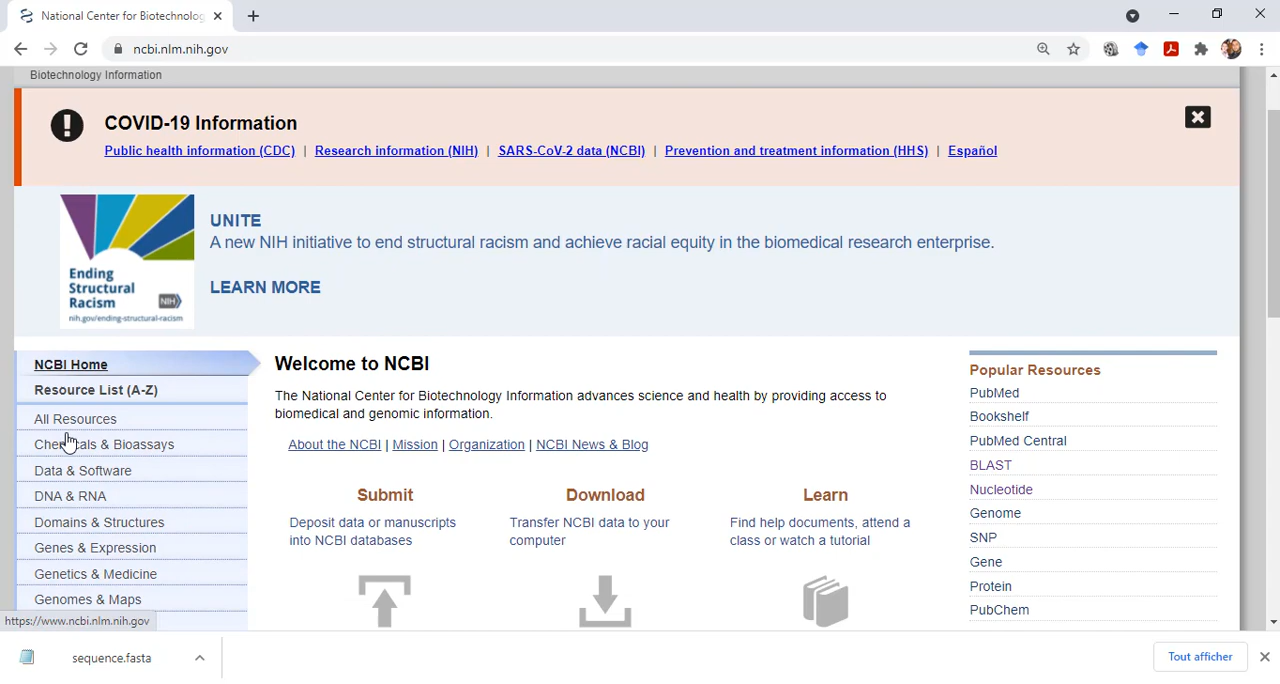 National Center for Biotechnolog
ncbi.nlm.nih.gov
Biotechnology Information
COVID-19 Information
Public health information (CDC) | Research information (NIH) | SARS-CoV-2 data (NCBI) | Prevention and treatment information (HHS) | Español
UNITE
A new NIH initiative to end structural racism and achieve racial equity in the biomedical research enterprise.
LEARN MORE
Ending
Structural
Racism
NIH
nih.gov/ending-structural-racism
NCBI Home
Resource List (A-Z)
All Resources
Chemicals & Bioassays
Data & Software
DNA & RNA
Domains & Structures
Genes & Expression
Genetics & Medicine
Genomes & Maps
Welcome to NCBI
The National Center for Biotechnology Information advances science and health by providing access to
biomedical and genomic information.
About the NCBI | Mission | Organization | NCBI News & Blog
Submit
Deposit data or manuscripts
into NCBI databases
Download
Transfer NCBI data to your
computer
Learn
Find help documents, attend a
class or watch a tutorial
Popular Resources
PubMed
Bookshelf
PubMed Central
BLAST
Nucleotide
Genome
SNP
Gene
Protein
PubChem
https://www.ncbi.nlm.nih.gov
sequence.fasta
Tout afficher